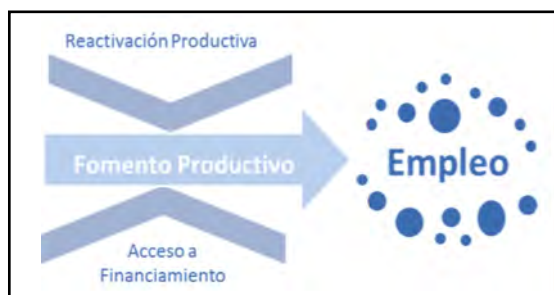 Reactivación Productiva
Fomento Productivo
Empleo
Acceso a
Financiamiento